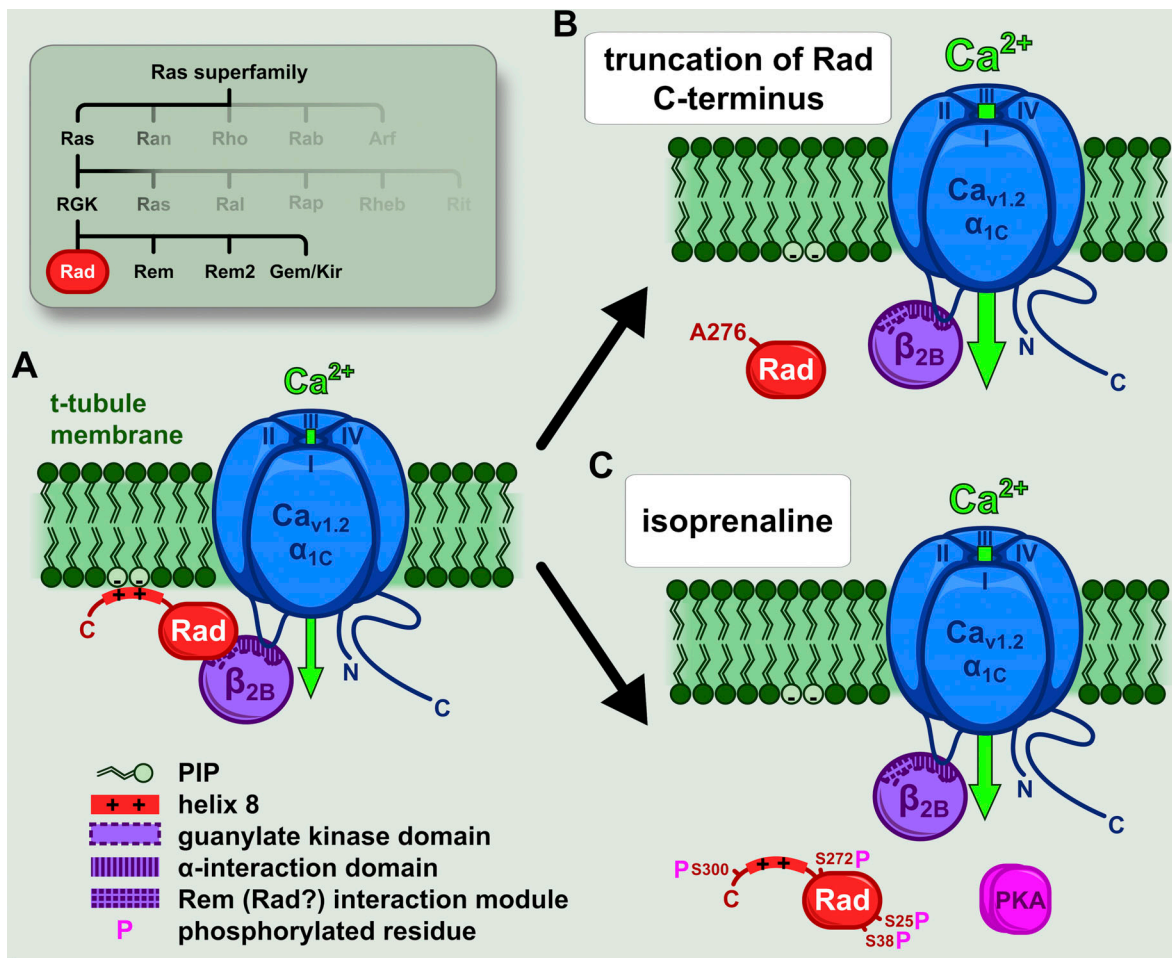 Ras superfamily
Ras Ran Rho Rab Arf
RGK Ras Ral Rap Rheb Rit
Rad Rem Rem2 Gem/Kir
A
t-tubule
membrane
Ca2+
III
II IV
I
Cav1.2
α1C
- -
+ +
C
Rad
β2B
N
C
PIP
+ + helix 8
guanylate kinase domain
α-interaction domain
Rem (Rad?) interaction module
P phosphorylated residue
B
truncation of Rad
C-terminus
Ca2+
III
II IV
I
Cav1.2
α1C
- -
A276
Rad
β2B
N
C
C
isoprenaline
Ca2+
III
II IV
I
Cav1.2
α1C
- -
β2B
N
C
P S300
+ +
S272 P
C
Rad
S25 P
S38 P
PKA